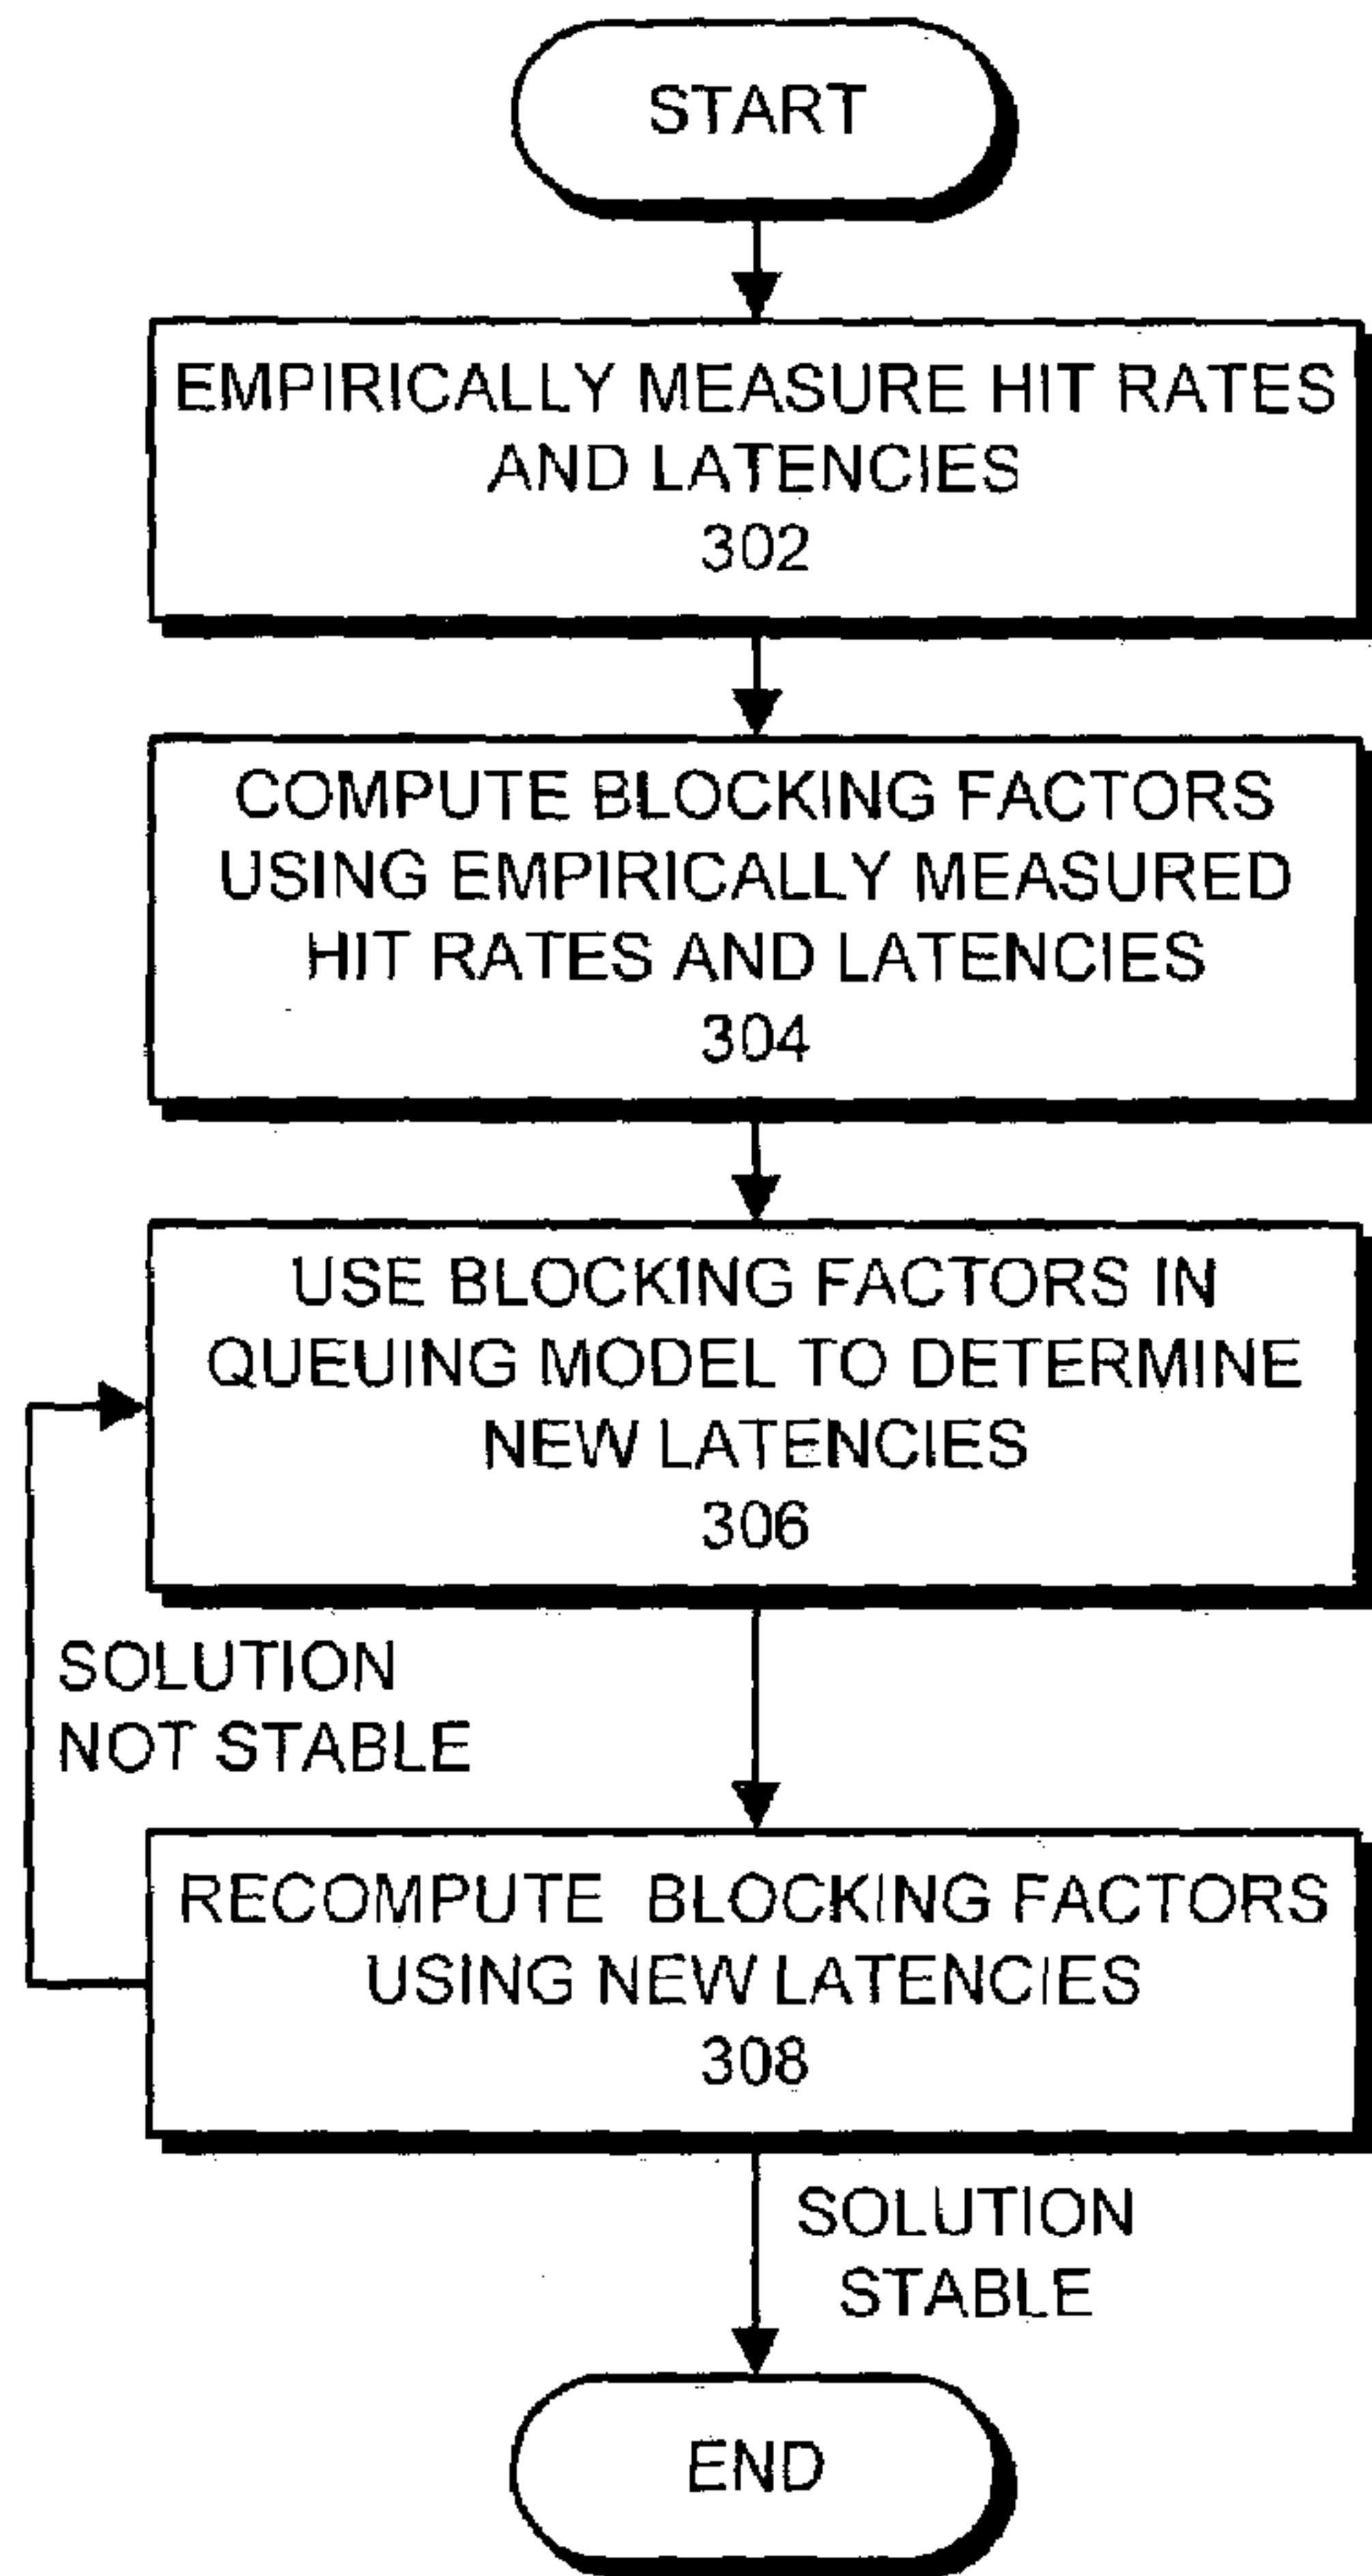 START
EMPIRICALLY MEASURE HIT RATES
AND LATENCIES
302
COMPUTE BLOCKING FACTORS
USING EMPIRICALLY MEASURED
HIT RATES AND LATENCIES
304
USE BLOCKING FACTORS IN
QUEUING MODEL TO DETERMINE
NEW LATENCIES
306
SOLUTION
NOT STABLE
RECOMPUTE BLOCKING FACTORS
USING NEW LATENCIES
308
SOLUTION
STABLE
END